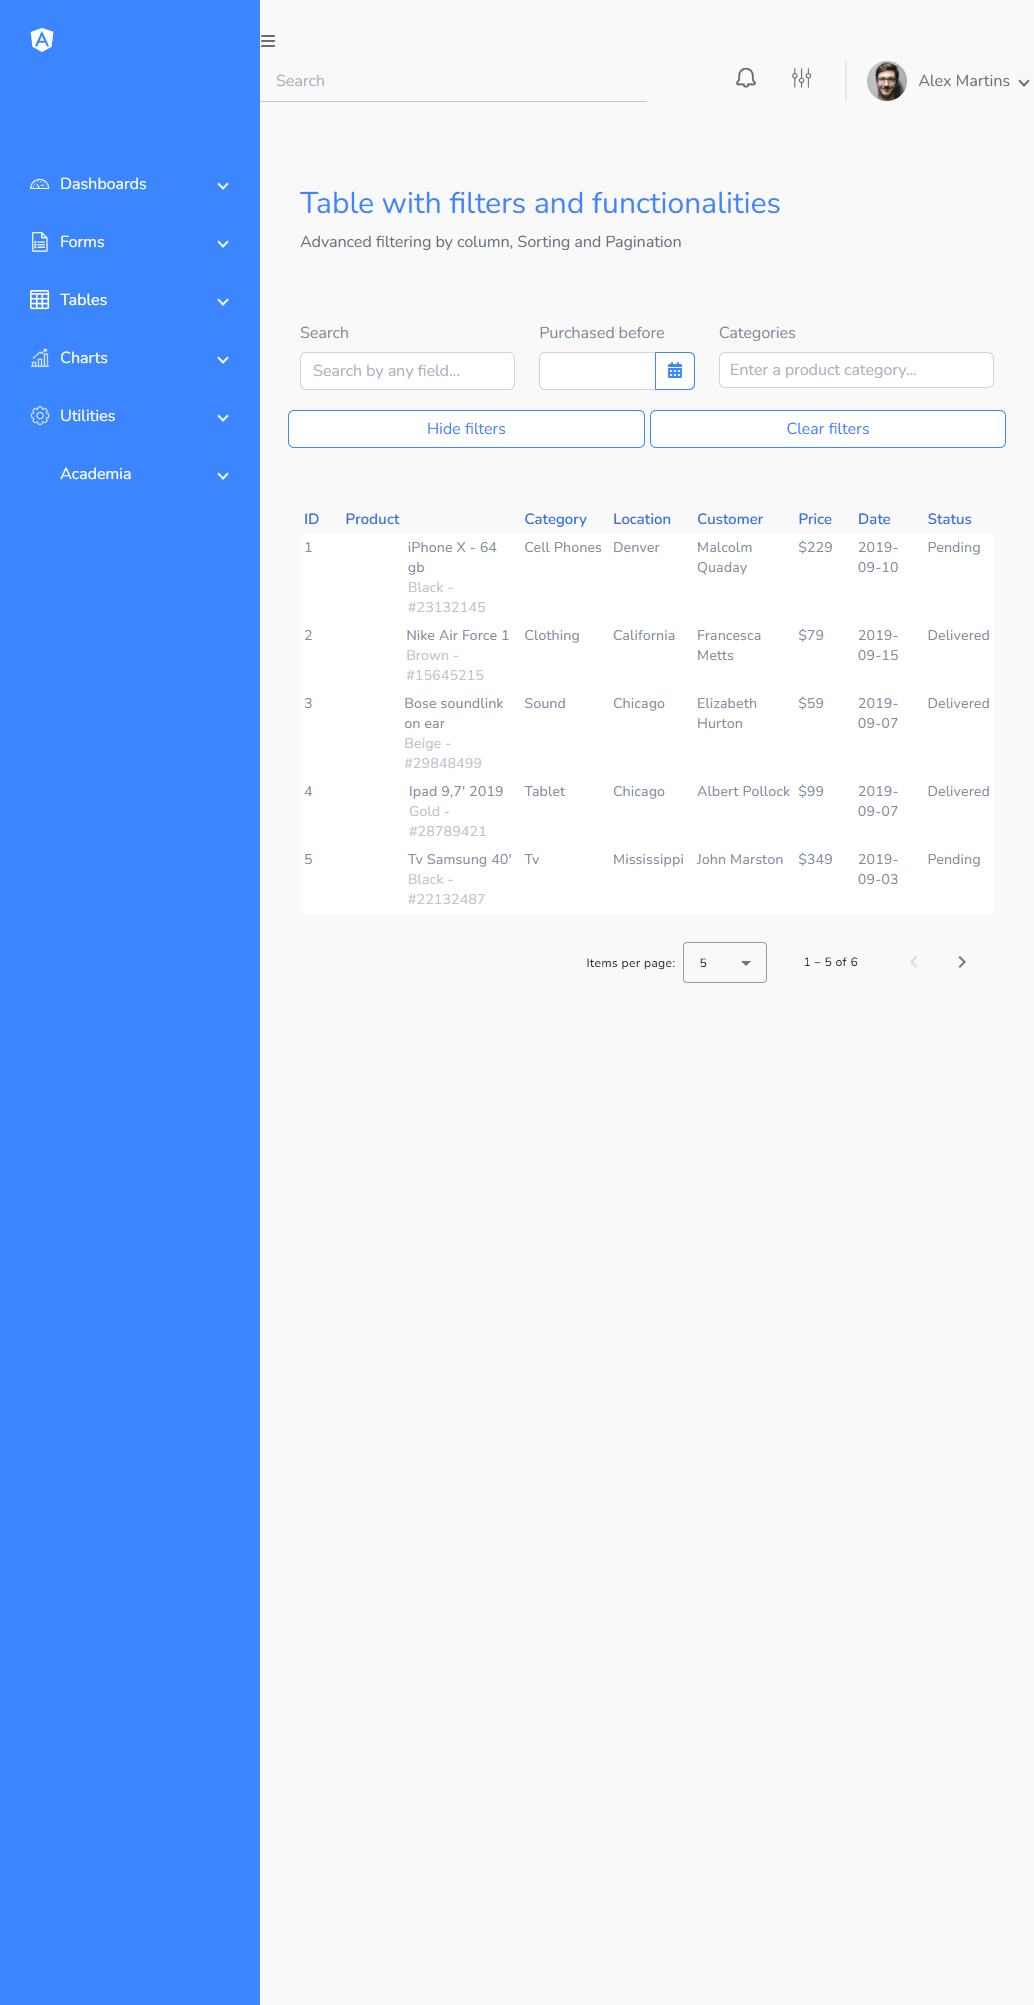 A
Search
Alex Martins
Dashboards
Forms
Tables
Charts
Utilities
Academia
Table with filters and functionalities
Advanced filtering by column, Sorting and Pagination
Search Purchased before Categories
Search by any field... Enter a product category...
Hide filters Clear filters
ID Product Category Location Customer Price Date Status
1 iPhone X - 64 Cell Phones Denver Malcolm $229 2019- Pending
gb Quaday 09-10
Black -
#23132145
2 Nike Air Force 1 Clothing California Francesca $79 2019- Delivered
Brown - Metts 09-15
#15645215
3 Bose soundlink Sound Chicago Elizabeth $59 2019- Delivered
on ear Hurton 09-07
Beige -
#29848499
4 Ipad 9,7' 2019 Tablet Chicago Albert Pollock $99 2019- Delivered
Gold - 09-07
#28789421
5 Tv Samsung 40' Tv Mississippi John Marston $349 2019- Pending
Black - 09-03
#22132487
Items per page: 5 1 – 5 of 6